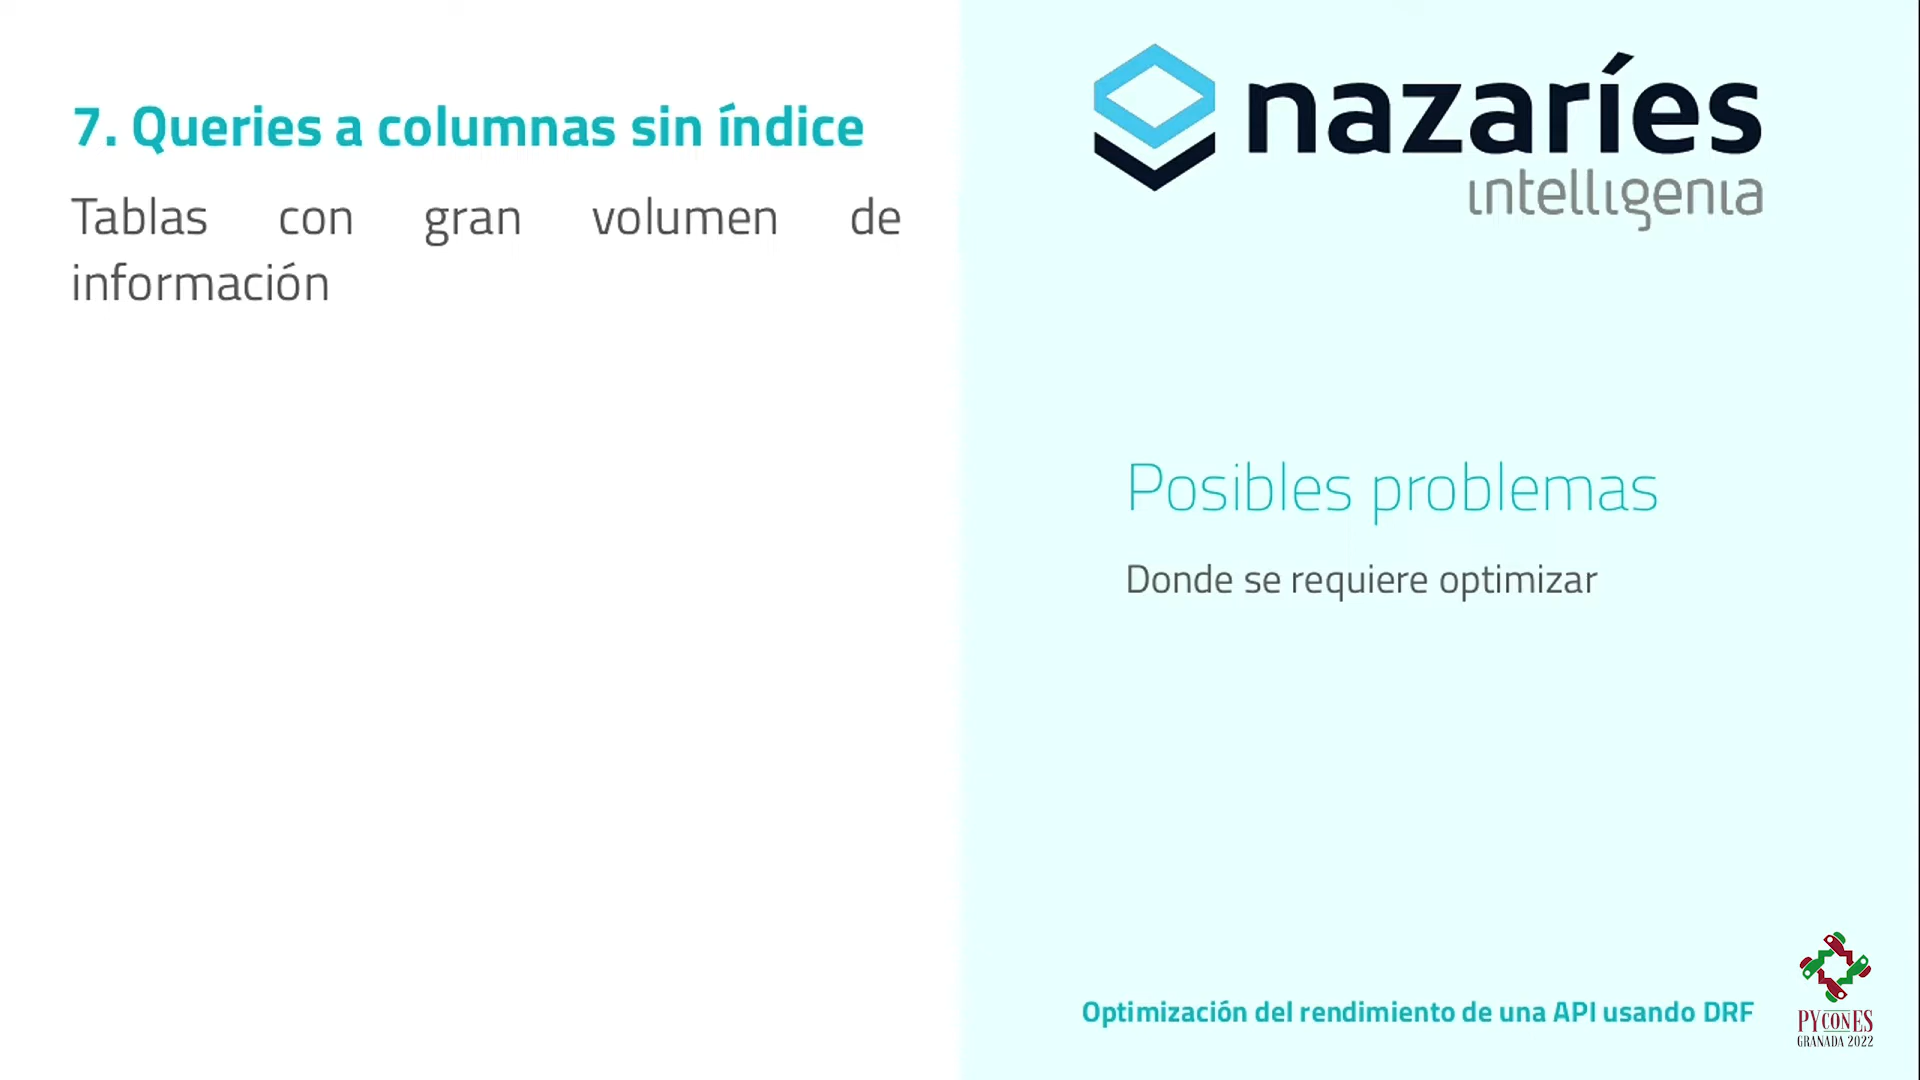 7. Queries a columnas sin índice
Tablas con gran volumen de
información
nazaríes
intelligenia
Posibles problemas
Donde se requiere optimizar
Optimización del rendimiento de una API usando DRF
PYCONES
GRANADA 2022